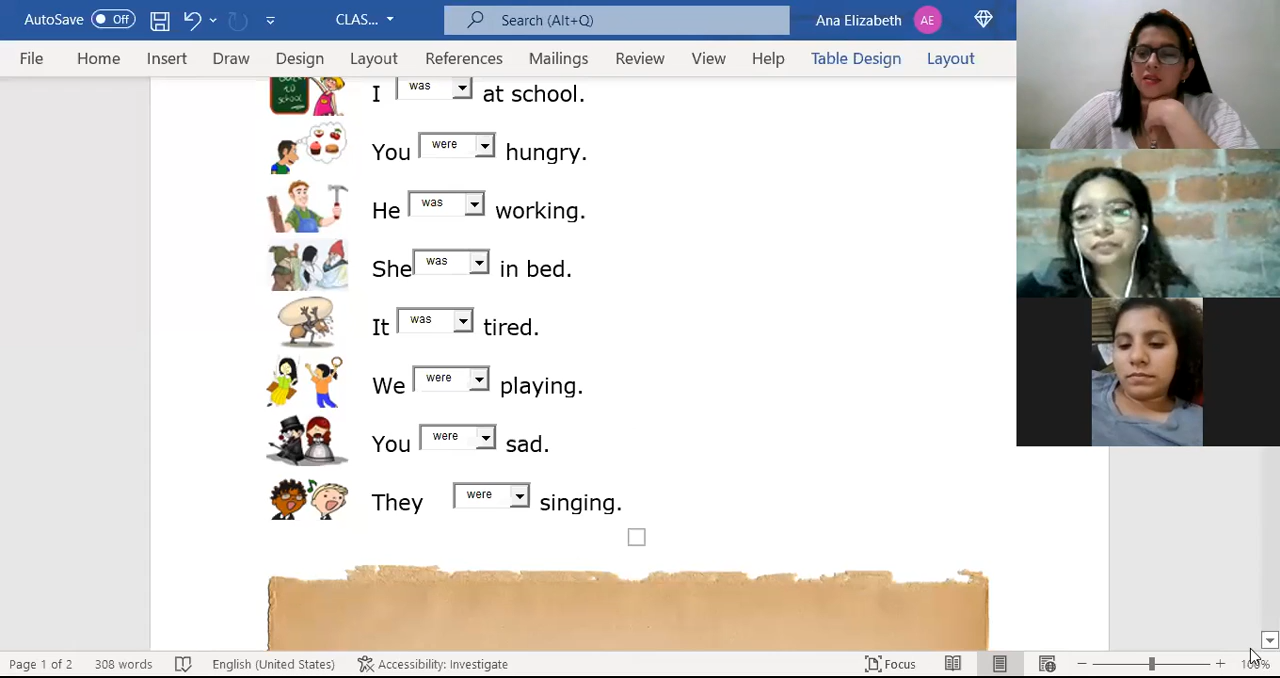 AutoSave Off CLAS... Search (Alt+Q) Ana Elizabeth AE
File Home Insert Draw Design Layout References Mailings Review View Help Table Design Layout
I was at school.
You were hungry.
He was working.
She was in bed.
It was tired.
We were playing.
You were sad.
They were singing.
Page 1 of 2 308 words English (United States) Accessibility: Investigate Focus 100%